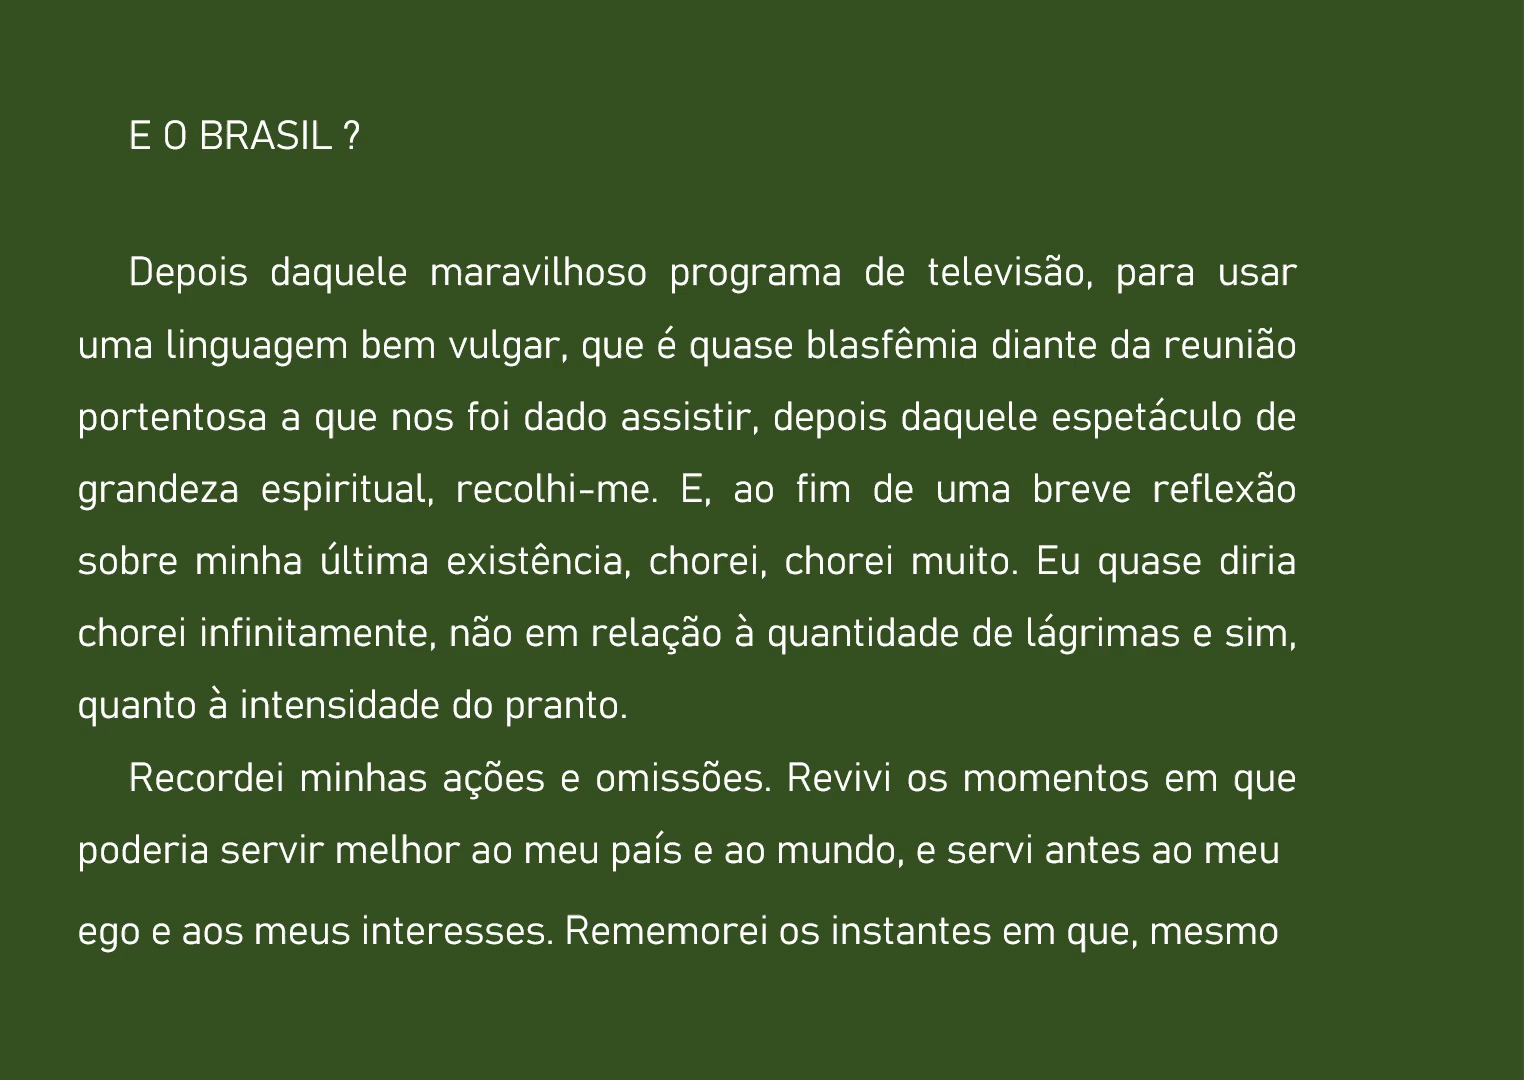 E O BRASIL ?
Depois daquele maravilhoso programa de televisão, para usar
uma linguagem bem vulgar, que é quase blasfêmia diante da reunião
portentosa a que nos foi dado assistir, depois daquele espetáculo de
grandeza espiritual, recolhi-me. E, ao fim de uma breve reflexão
sobre minha última existência, chorei, chorei muito. Eu quase diria
chorei infinitamente, não em relação à quantidade de lágrimas e sim,
quanto à intensidade do pranto.
Recordei minhas ações e omissões. Revivi os momentos em que
poderia servir melhor ao meu país e ao mundo, e servi antes ao meu
ego e aos meus interesses. Rememorei os instantes em que, mesmo